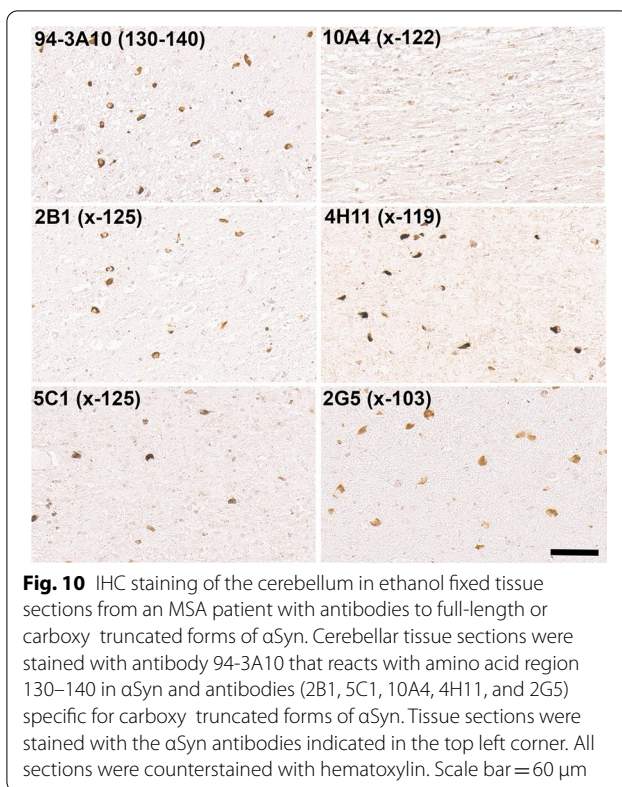 94-3A10 (130-140)
10A4 (x-122)
2B1 (x-125)
4H11 (x-119)
5C1 (x-125)
2G5 (x-103)
Fig. 10 IHC staining of the cerebellum in ethanol fixed tissue
sections from an MSA patient with antibodies to full-length or
carboxy truncated forms of αSyn. Cerebellar tissue sections were
stained with antibody 94-3A10 that reacts with amino acid region
130–140 in αSyn and antibodies (2B1, 5C1, 10A4, 4H11, and 2G5)
specific for carboxy truncated forms of αSyn. Tissue sections were
stained with the αSyn antibodies indicated in the top left corner. All
sections were counterstained with hematoxylin. Scale bar = 60 μm